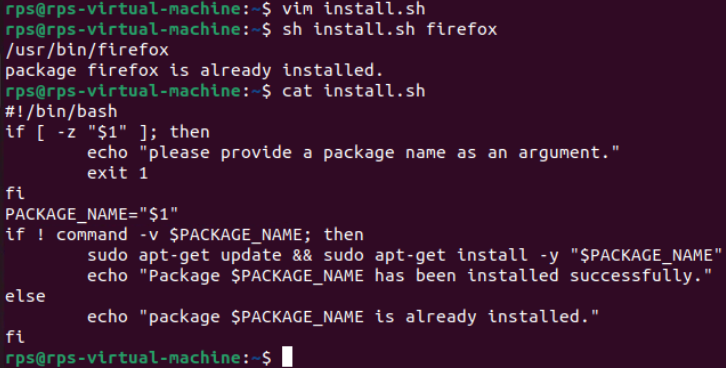 rps@rps-virtual-machine:~$ vim install.sh
rps@rps-virtual-machine:~$ sh install.sh firefox
/usr/bin/firefox
package firefox is already installed.
rps@rps-virtual-machine:~$ cat install.sh
#!/bin/bash
if [ -z "$1" ]; then
        echo "please provide a package name as an argument."
        exit 1
fi
PACKAGE_NAME="$1"
if ! command -v $PACKAGE_NAME; then
        sudo apt-get update && sudo apt-get install -y "$PACKAGE_NAME"
        echo "Package $PACKAGE_NAME has been installed successfully."
else
        echo "package $PACKAGE_NAME is already installed."
fi
rps@rps-virtual-machine:~$